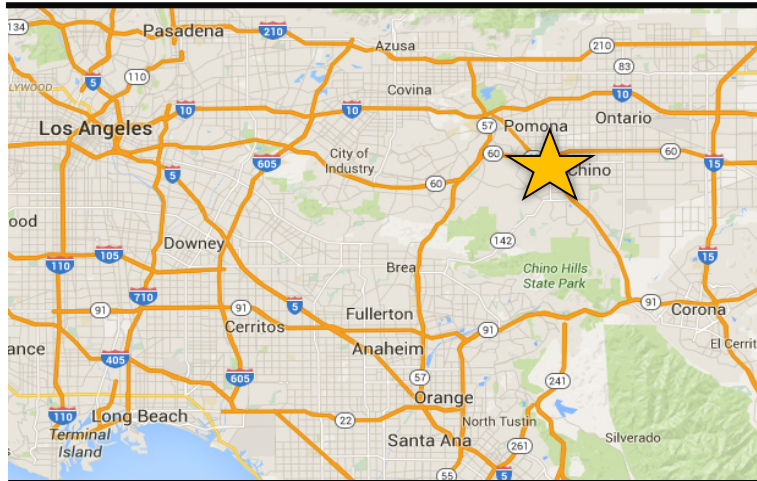 134
Pasadena
210
Azusa
210
83
5
110
LYWOOD
Covina
10
10
10
57
Pomona
Ontario
Los Angeles
City of
Industry
605
60
60
15
5
60
Chino
ood
Downey
142
105
110
Brea
15
Chino Hills
State Park
710
91
91
5
Fullerton
91
91
Corona
Cerritos
Anaheim
ance
405
El Cerrit
605
57
241
Orange
110
Long Beach
22
North Tustin
Terminal
Island
Santa Ana
261
Silverado
55
5